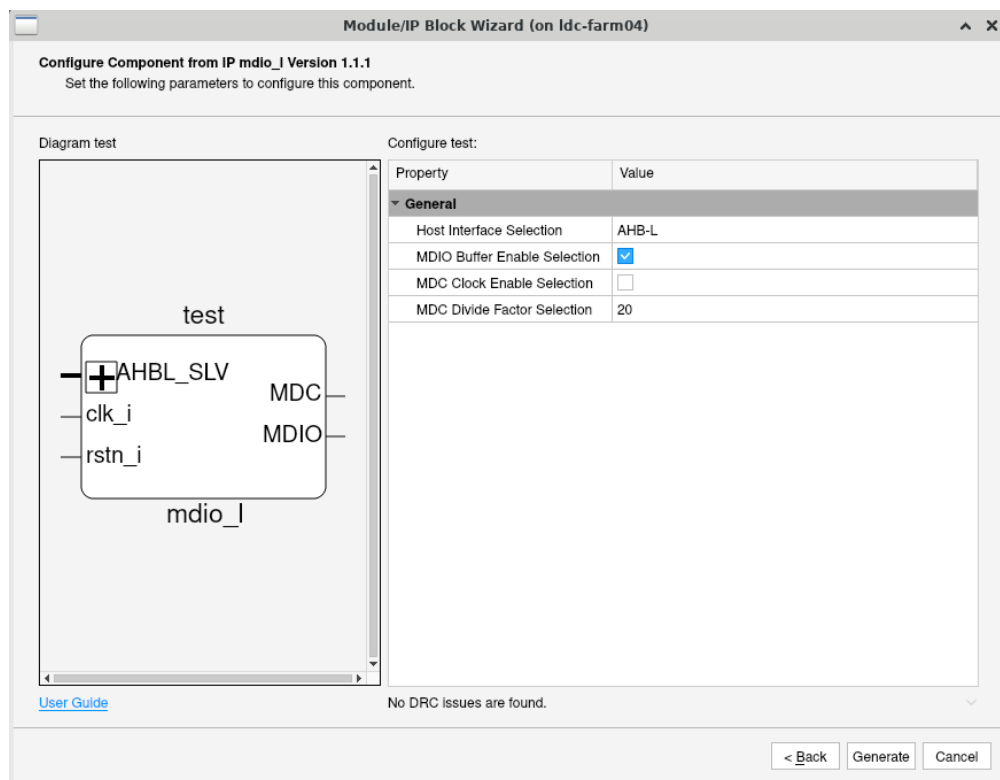 Module/IP Block Wizard (on ldc-farm04)
Configure Component from IP mdio_l Version 1.1.1
Set the following parameters to configure this component.
Diagram test
test
AHBL_SLV
clk_i
rstn_i
MDC
MDIO
mdio_l
User Guide
Configure test:
Property Value
General
Host Interface Selection AHB-L
MDIO Buffer Enable Selection
MDC Clock Enable Selection
MDC Divide Factor Selection 20
No DRC issues are found.
< Back Generate Cancel